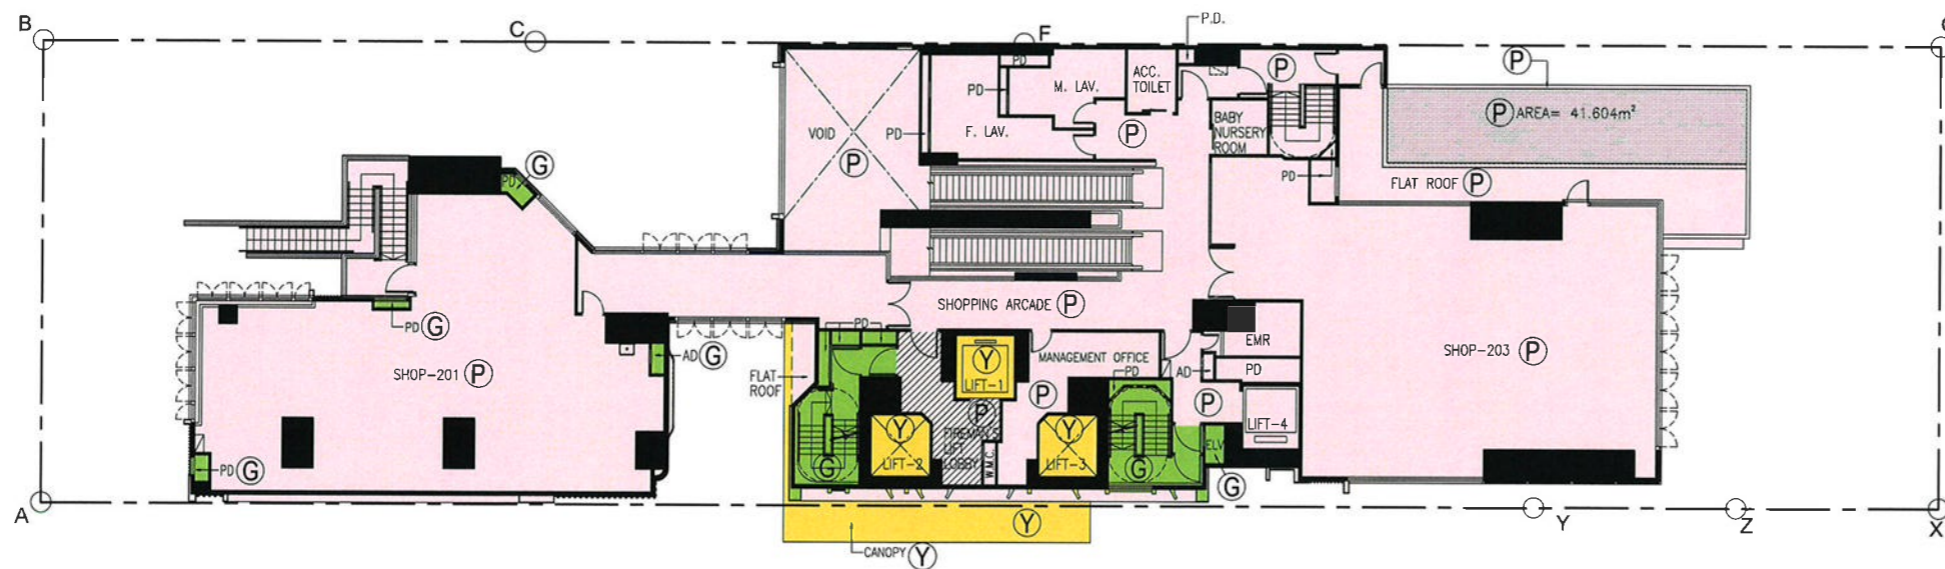 B
C
F
P.D.
G
P
P
PD
M. LAV.
ACC.
TOILET
P AREA= 41.604m²
VOID
PD
PD
F. LAV.
P
BABY
NURSERY
ROOM
P
PD
G
PD
FLAT ROOF P
SHOPPING ARCADE P
PD G
PD
EMR
AD G
MANAGEMENT OFFICE
SHOP-203 P
SHOP-201 P
FLAT
ROOF
Y
LIFT-1
PD
AD
PD
P
P
P
Y
Y
LIFT-4
FIREMAN'S
LIFT
LOBBY
ELV
LIFT-2
W.M.C.
LIFT-3
PD G
G
G
G
A
Y
Y
Z
X
CANOPY Y